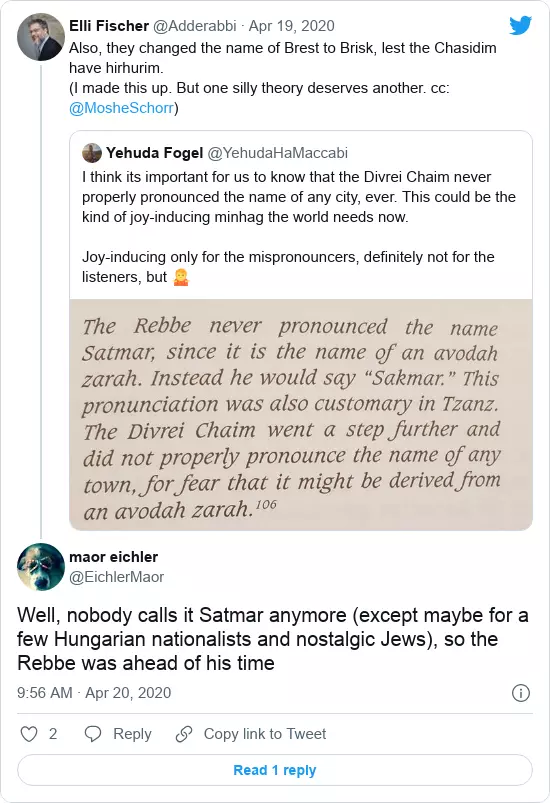 Elli Fischer @Adderabbi · Apr 19, 2020
Also, they changed the name of Brest to Brisk, lest the Chasidim
have hirhurim.
(I made this up. But one silly theory deserves another. cc:
@MosheSchorr)
Yehuda Fogel @YehudaHaMaccabi
I think its important for us to know that the Divrei Chaim never
properly pronounced the name of any city, ever. This could be the
kind of joy-inducing minhag the world needs now.
Joy-inducing only for the mispronouncers, definitely not for the
listeners, but 🤷
The Rebbe never pronounced the name
Satmar, since it is the name of an avodah
zarah. Instead he would say “Sakmar.” This
pronunciation was also customary in Tzanz.
The Divrei Chaim went a step further and
did not properly pronounce the name of any
town, for fear that it might be derived from
an avodah zarah.106
maor eichler
@EichlerMaor
Well, nobody calls it Satmar anymore (except maybe for a
few Hungarian nationalists and nostalgic Jews), so the
Rebbe was ahead of his time
9:56 AM · Apr 20, 2020
2 Reply Copy link to Tweet
Read 1 reply